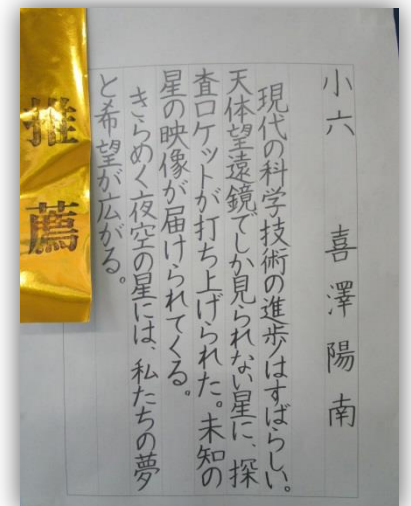 小六　喜澤陽南
現代の科学技術の進歩はすばらしい。
天体望遠鏡でしか見られない星に、探
査ロケットが打ち上げられた。未知の
星の映像が届けられてくる。
きらめく夜空の星には、私たちの夢
と希望が広がる。
推薦